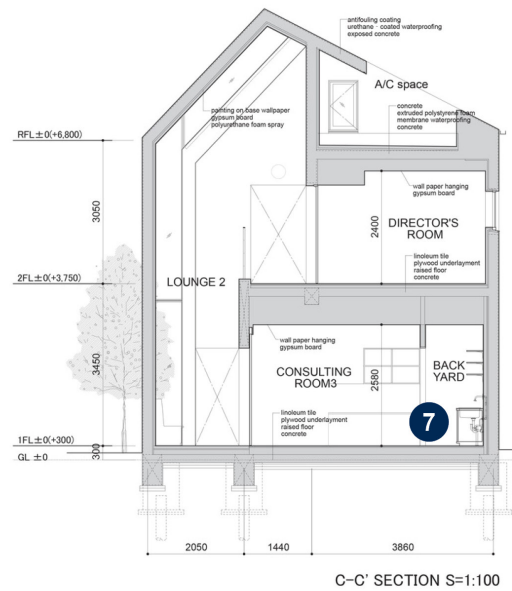 antifouling coating
urethane - coated waterproofing
exposed concrete
A/C space
painting on base wallpaper
gypsum board
polyurethane foam spray
concrete
extruded polystyrene foam
membrane waterproofing
concrete
RFL±0(+6,800)
wall paper hanging
gypsum board
3050
2400
DIRECTOR'S
ROOM
linoleum tile
plywood underlayment
raised floor
concrete
2FL±0(+3,750)
LOUNGE 2
wall paper hanging
gypsum board
3450
CONSULTING
ROOM3
2580
BACK
YARD
7
linoleum tile
plywood underlayment
raised floor
concrete
1FL±0(+300)
300
GL ±0
2050
1440
3860
C-C' SECTION S=1:100